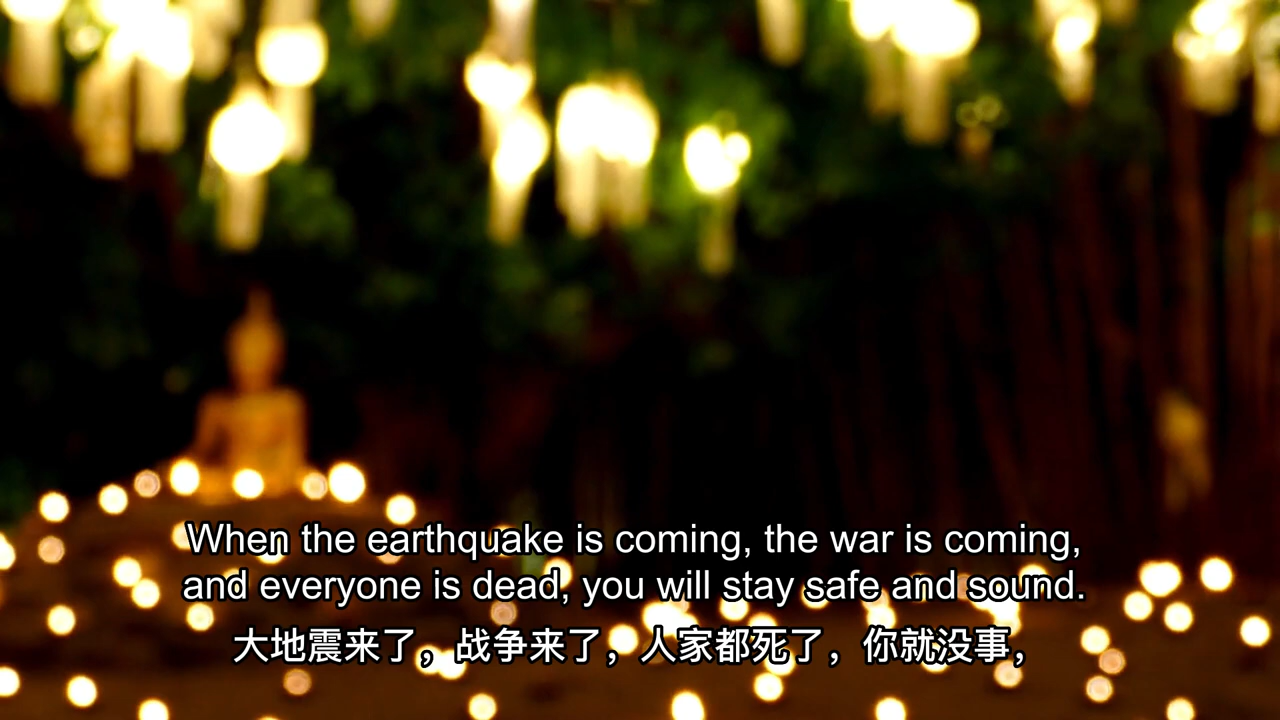 When the earthquake is coming, the war is coming,
and everyone is dead, you will stay safe and sound.
大地震来了，战争来了，人家都死了，你就没事，